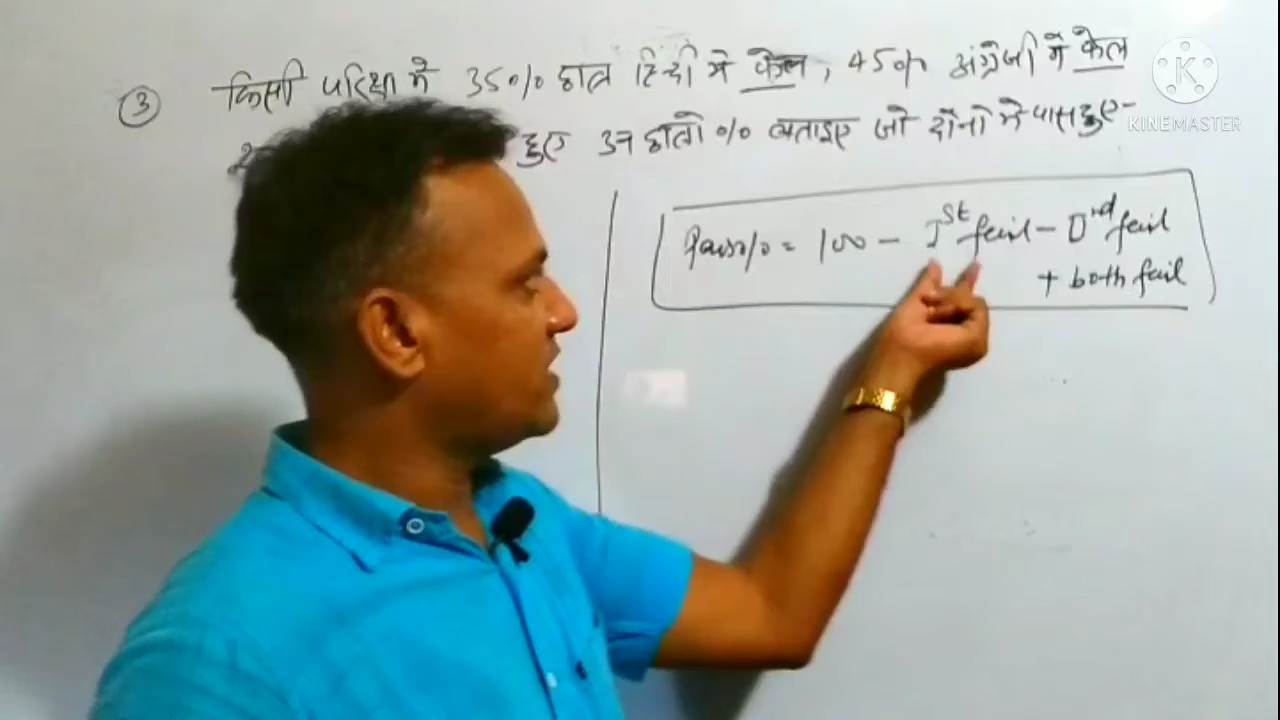 ③ किसी परिक्षा मे 35% छात्र हिन्दी मे फेल, 45% अंग्रेजी में फेल
हुए उन छात्रो % बताइए जो दोनो मे पास हुए-
Pass% = 100 - Iˢᵗ fail - IIⁿᵈ fail
+ both fail
K
KINEMASTER